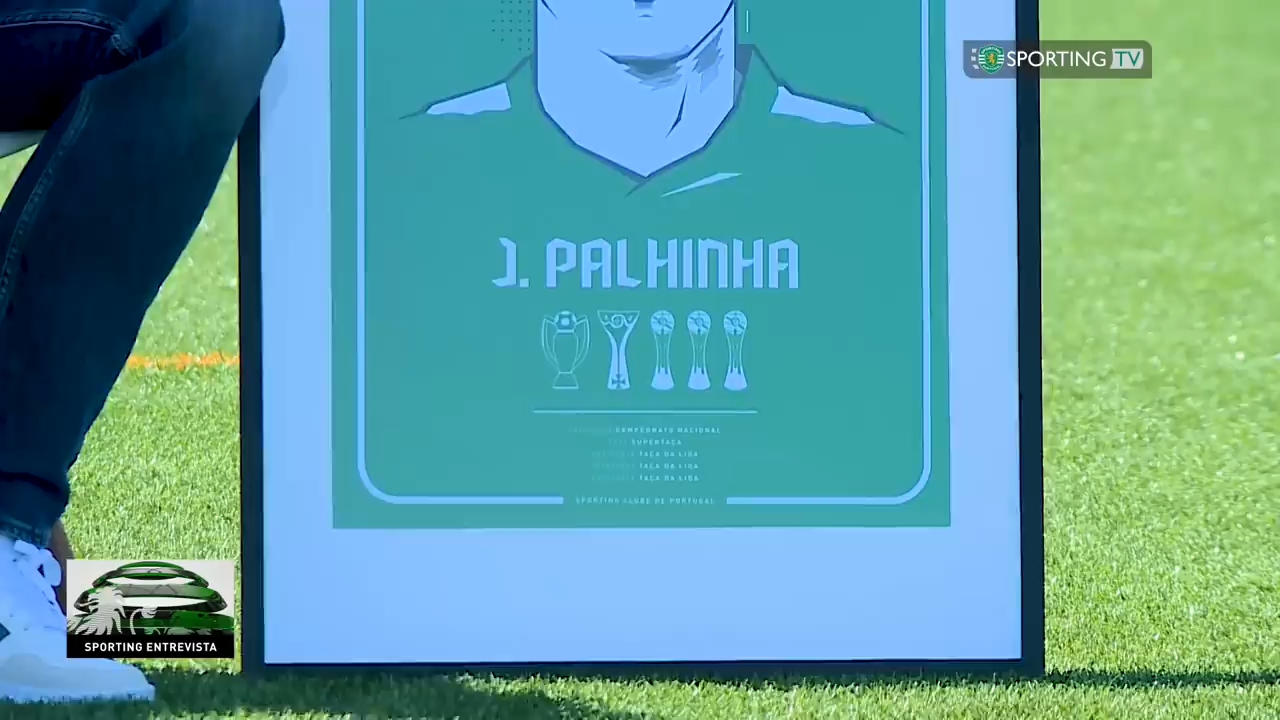 SPORTING TV
J. PALHINHA
CAMPEONATO NACIONAL
SUPERTAÇA
TAÇA DA LIGA
TAÇA DA LIGA
TAÇA DA LIGA
SPORTING CLUBE DE PORTUGAL
SPORTING ENTREVISTA